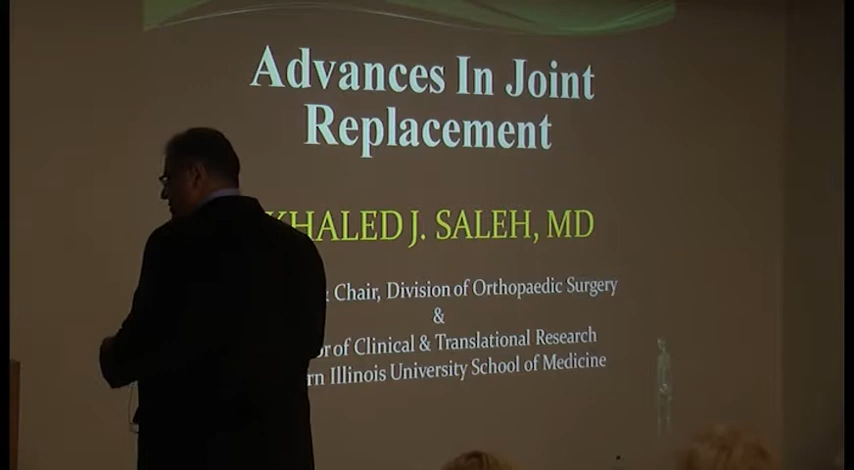 Advances In Joint
Replacement
KHALED J. SALEH, MD
& Chair, Division of Orthopaedic Surgery
&
of Clinical & Translational Research
Illinois University School of Medicine